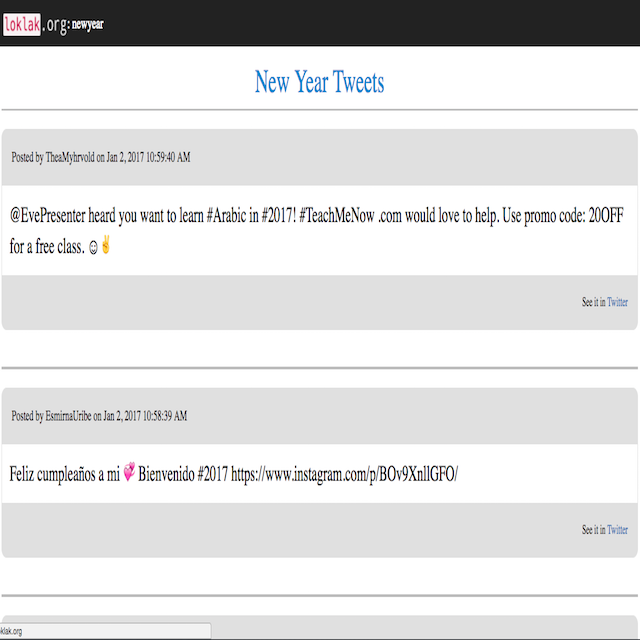 loklak.org: newyear
New Year Tweets
Posted by TheaMyhrvold on Jan 2, 2017 10:59:40 AM
@EvePresenter heard you want to learn #Arabic in #2017! #TeachMeNow .com would love to help. Use promo code: 20OFF
for a free class. ☺✌
See it in Twitter
Posted by EsmirnaUribe on Jan 2, 2017 10:58:39 AM
Feliz cumpleaños a mi 💞 Bienvenido #2017 https://www.instagram.com/p/BOv9XnllGFO/
See it in Twitter
klak.org